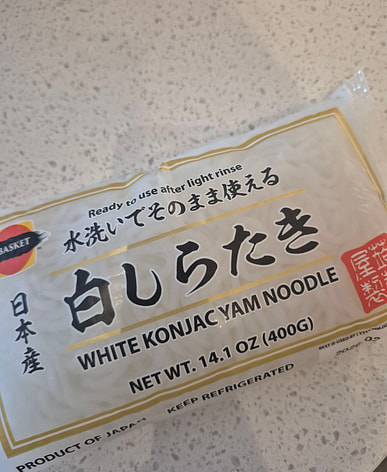 Ready to use after light rinse
水洗いでそのまま使える
BASKET
白しらたき
日本産
WHITE KONJAC YAM NOODLE
NET WT. 14.1 OZ (400G)
PRODUCT OF JAPAN
KEEP REFRIGERATED